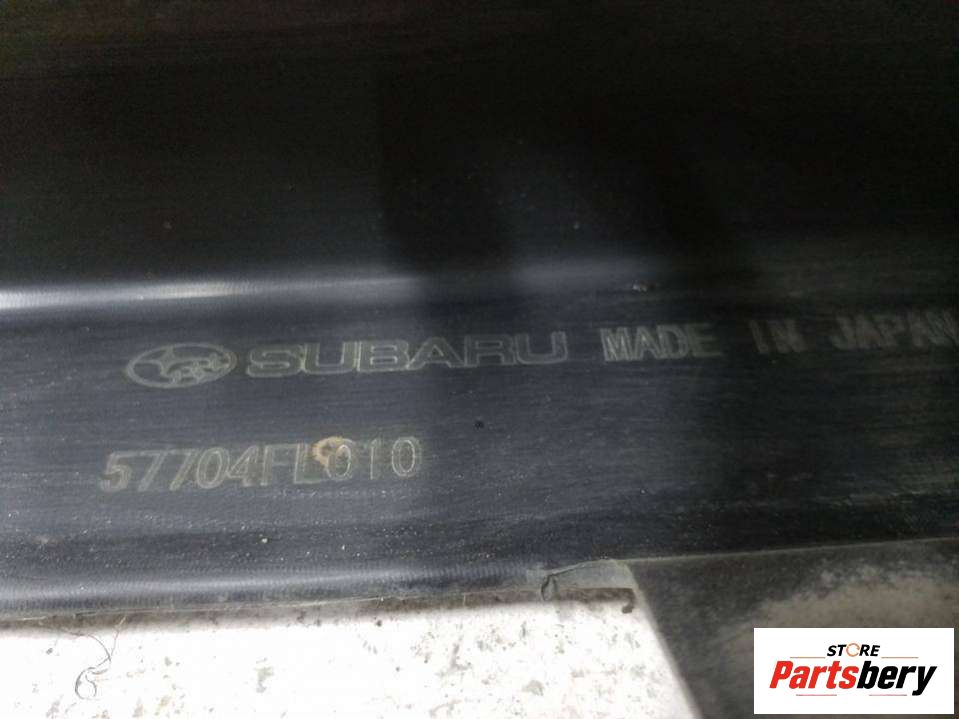 SUBARU MADE IN JAPAN
57704FL010
STORE
Partsbery